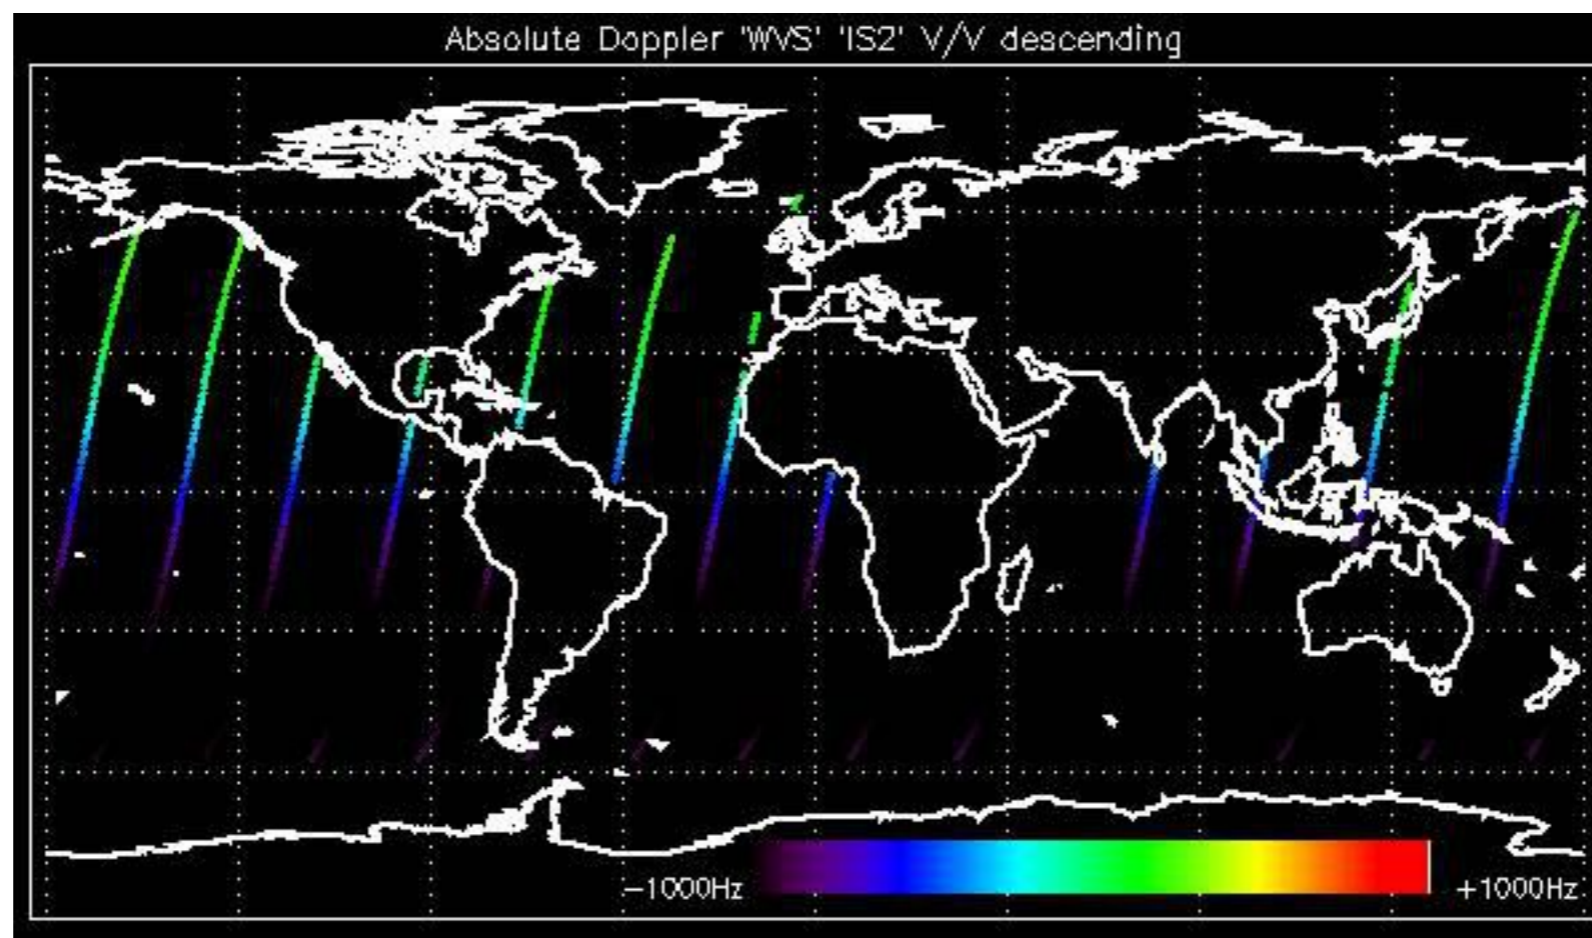 Absolute Doppler 'WVS' 'IS2' V/V descending
−1000Hz
+1000Hz